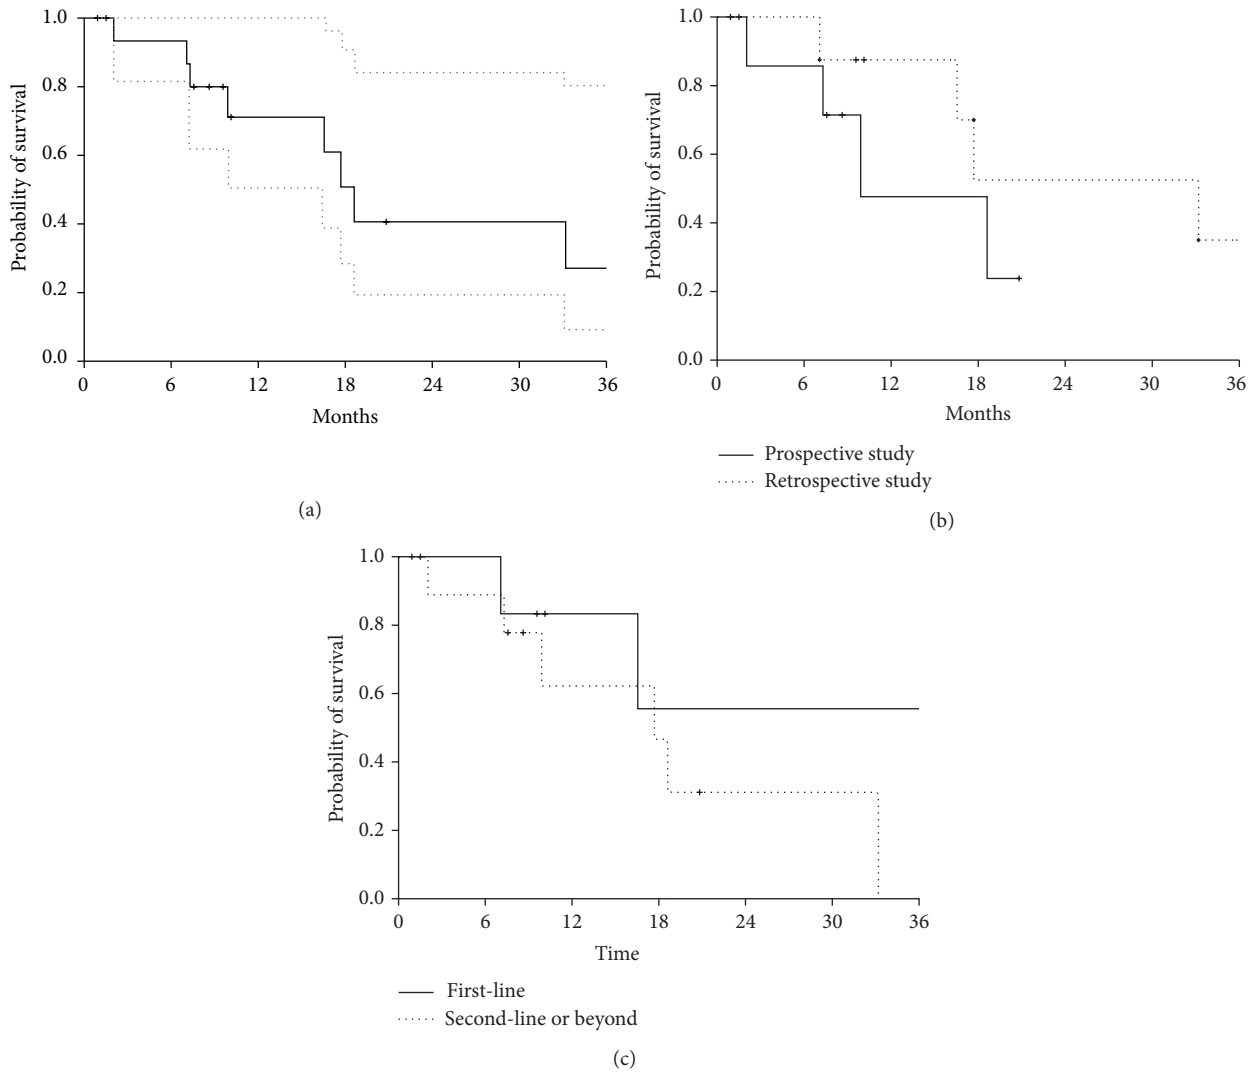 1.0
0.8
0.6
0.4
0.2
0.0
Probability of survival
0 6 12 18 24 30 36
Months
(a)
1.0
0.8
0.6
0.4
0.2
0.0
Probability of survival
0 6 12 18 24 30 36
Months
Prospective study
Retrospective study
(b)
1.0
0.8
0.6
0.4
0.2
0.0
Probability of survival
0 6 12 18 24 30 36
Time
First-line
Second-line or beyond
(c)